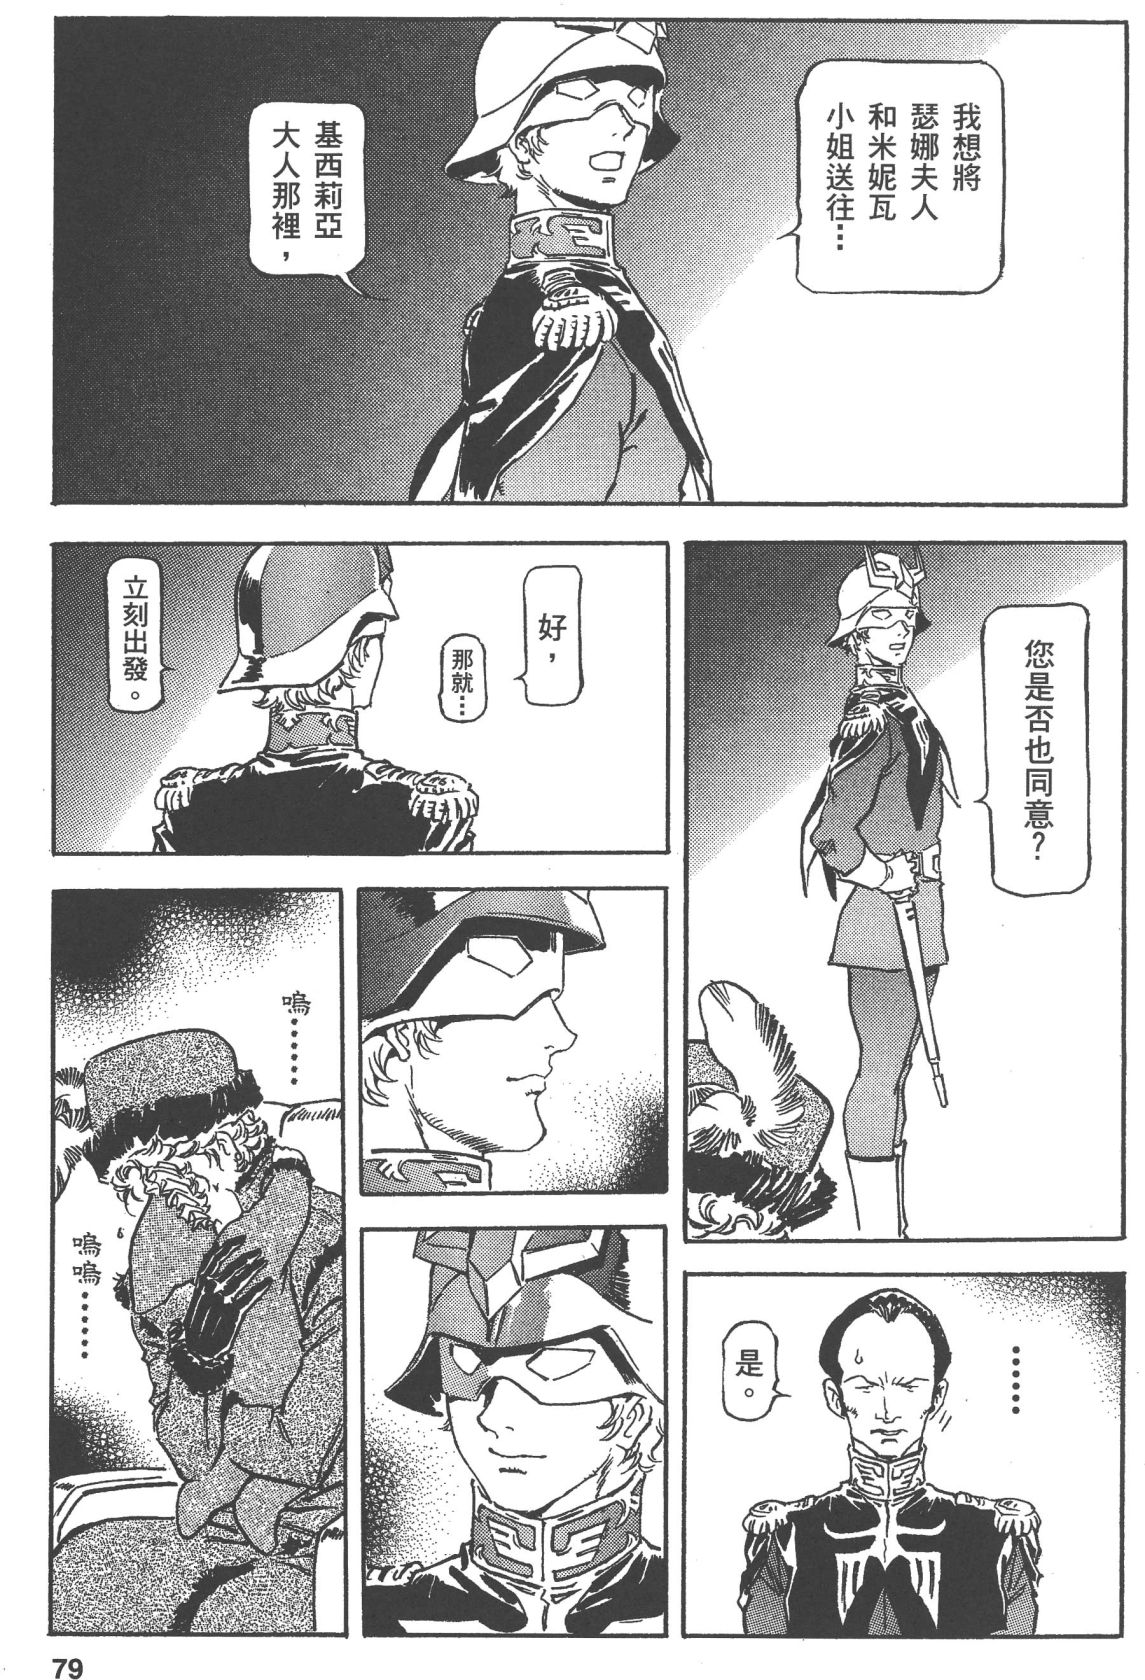 我想將
瑟娜夫人
和米妮瓦
小姐送往⋯
基西莉亞
大人那裡，
您是否也同意？
⋯⋯
是。
好，
那就⋯
立刻出發。
嗚⋯⋯
嗚嗚⋯⋯
79